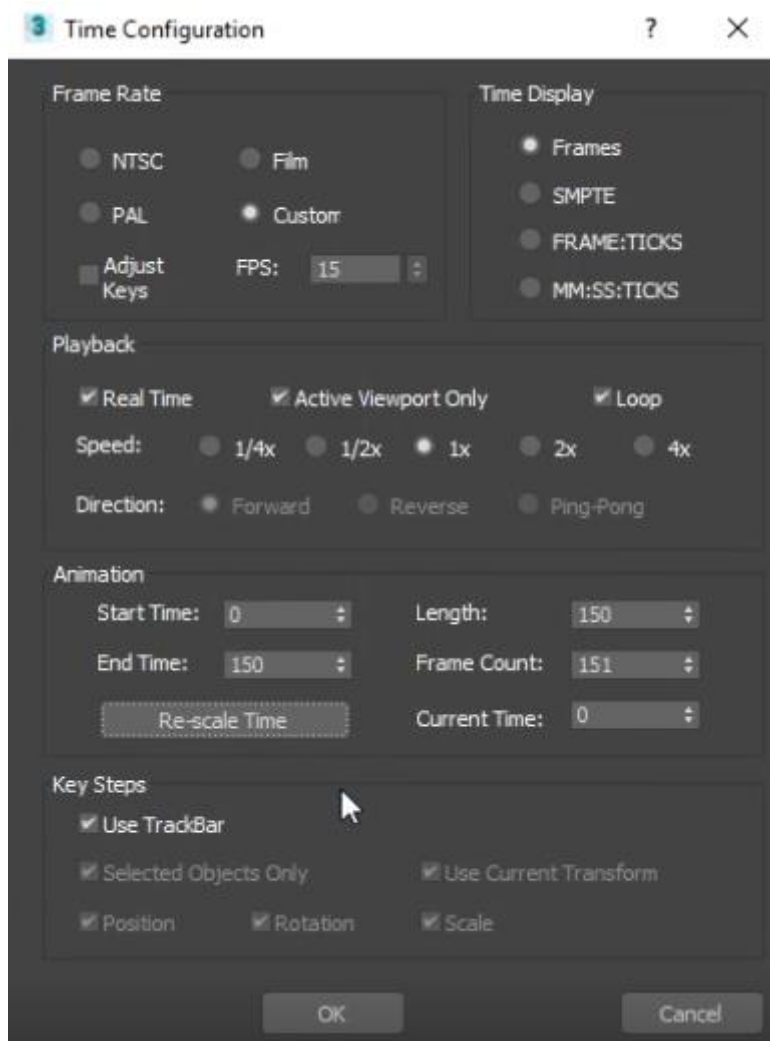 3 Time Configuration ? ×
Frame Rate
NTSC Film
PAL Custom
Adjust Keys FPS: 15
Time Display
Frames
SMPTE
FRAME:TICKS
MM:SS:TICKS
Playback
Real Time Active Viewport Only Loop
Speed: 1/4x 1/2x 1x 2x 4x
Direction: Forward Reverse Ping-Pong
Animation
Start Time: 0 Length: 150
End Time: 150 Frame Count: 151
Re-scale Time Current Time: 0
Key Steps
Use TrackBar
Selected Objects Only Use Current Transform
Position Rotation Scale
OK Cancel